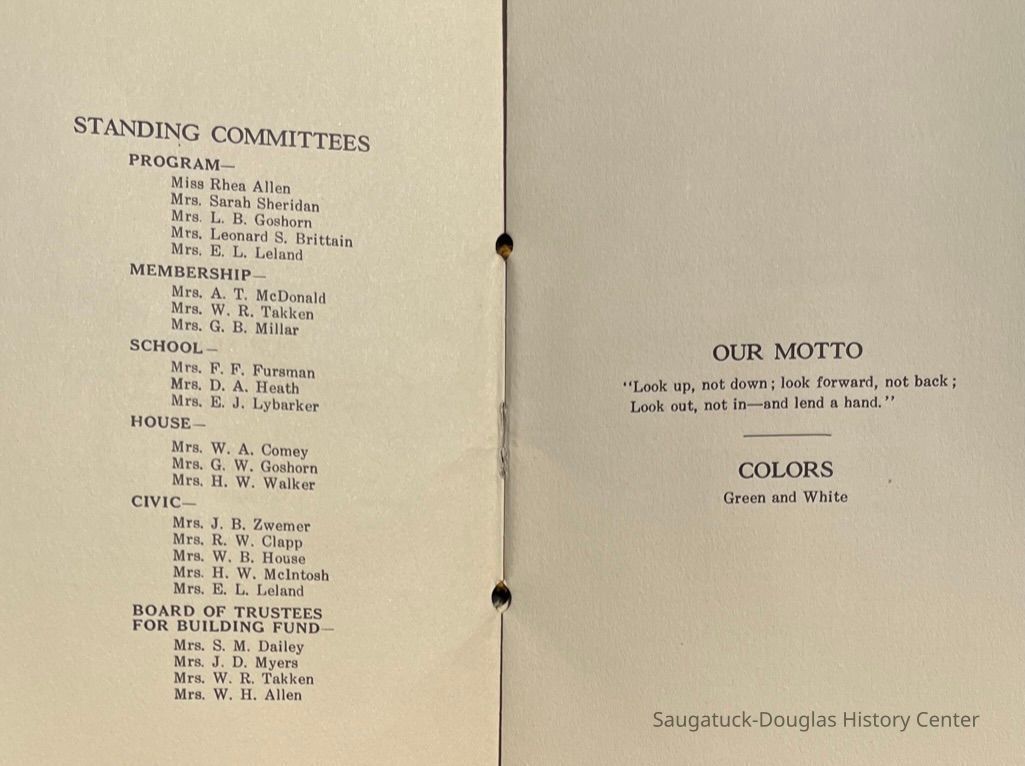 STANDING COMMITTEES
PROGRAM—
Miss Rhea Allen
Mrs. Sarah Sheridan
Mrs. L. B. Goshorn
Mrs. Leonard S. Brittain
Mrs. E. L. Leland
MEMBERSHIP—
Mrs. A. T. McDonald
Mrs. W. R. Takken
Mrs. G. B. Millar
SCHOOL—
Mrs. F. F. Fursman
Mrs. D. A. Heath
Mrs. E. J. Lybarker
HOUSE—
Mrs. W. A. Comey
Mrs. G. W. Goshorn
Mrs. H. W. Walker
CIVIC—
Mrs. J. B. Zwemer
Mrs. R. W. Clapp
Mrs. W. B. House
Mrs. H. W. McIntosh
Mrs. E. L. Leland
BOARD OF TRUSTEES
FOR BUILDING FUND—
Mrs. S. M. Dailey
Mrs. J. D. Myers
Mrs. W. R. Takken
Mrs. W. H. Allen
OUR MOTTO
“Look up, not down; look forward, not back;
Look out, not in—and lend a hand.”
COLORS
Green and White
Saugatuck-Douglas History Center